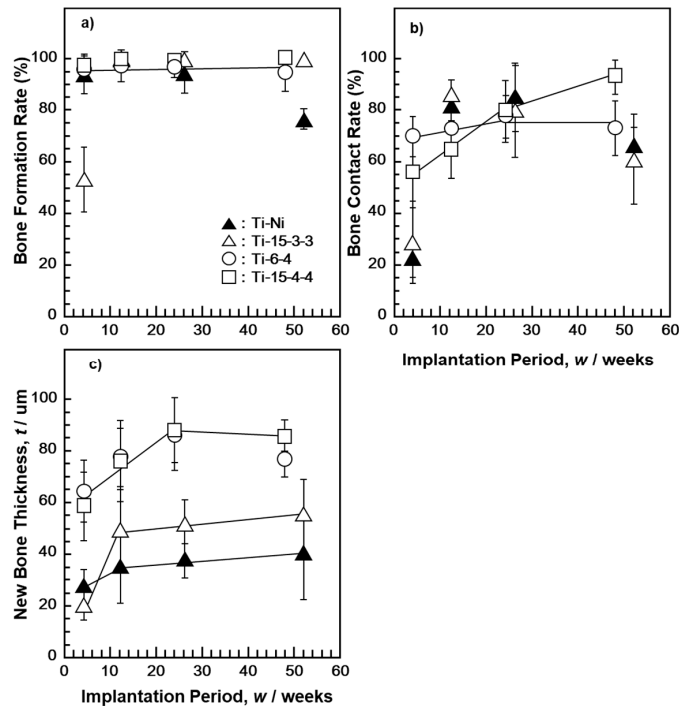 a)
Bone Formation Rate (%)
100
80
60
40
20
0
▲ : Ti-Ni
△ : Ti-15-3-3
○ : Ti-6-4
□ : Ti-15-4-4
0 10 20 30 40 50 60
b)
Bone Contact Rate (%)
100
80
60
40
20
0
0 10 20 30 40 50 60
Implantation Period, w / weeks
c)
New Bone Thickness, t / um
100
80
60
40
20
0
0 10 20 30 40 50 60
Implantation Period, w / weeks